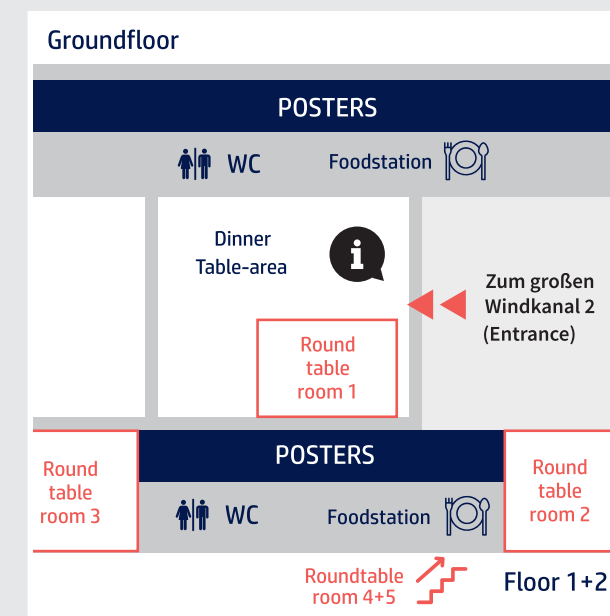 Groundfloor
POSTERS
WC
Foodstation
Dinner
Table-area
i
Zum großen
Windkanal 2
(Entrance)
Round
table
room 1
POSTERS
Round
table
room 3
Round
table
room 2
WC
Foodstation
Roundtable
room 4+5
Floor 1+2